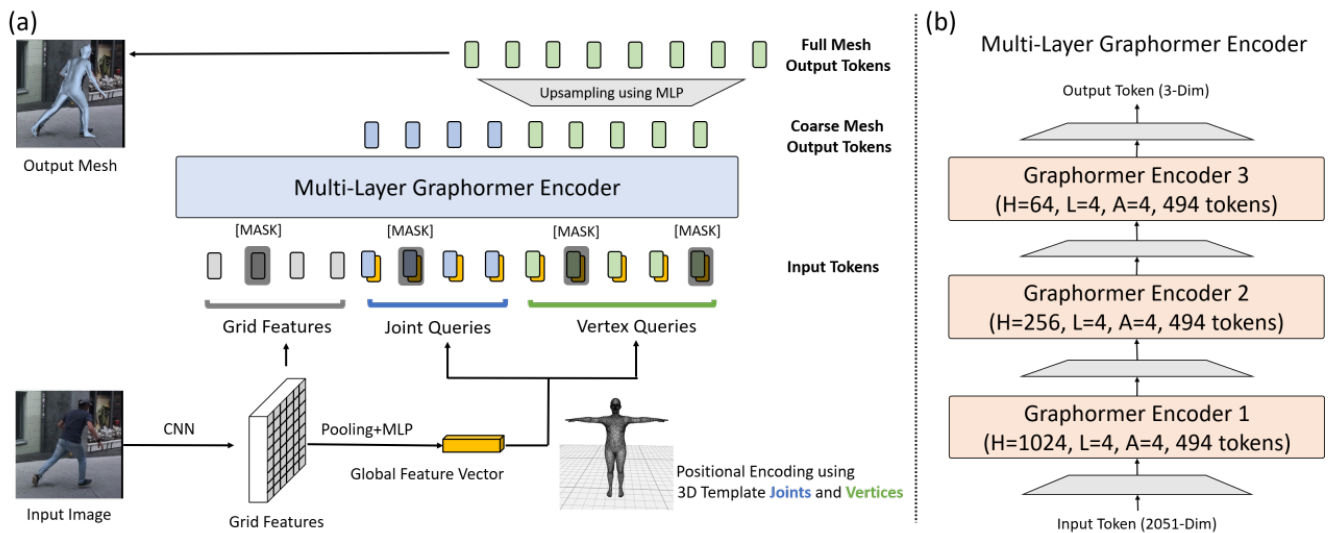 (a)
Full Mesh
Output Tokens
Upsampling using MLP
Coarse Mesh
Output Tokens
Output Mesh
Multi-Layer Graphormer Encoder
[MASK]
[MASK]
[MASK]
[MASK]
Input Tokens
Grid Features
Joint Queries
Vertex Queries
CNN
Pooling+MLP
Global Feature Vector
Positional Encoding using
3D Template Joints and Vertices
Input Image
Grid Features
(b)
Multi-Layer Graphormer Encoder
Output Token (3-Dim)
Graphormer Encoder 3
(H=64, L=4, A=4, 494 tokens)
Graphormer Encoder 2
(H=256, L=4, A=4, 494 tokens)
Graphormer Encoder 1
(H=1024, L=4, A=4, 494 tokens)
Input Token (2051-Dim)